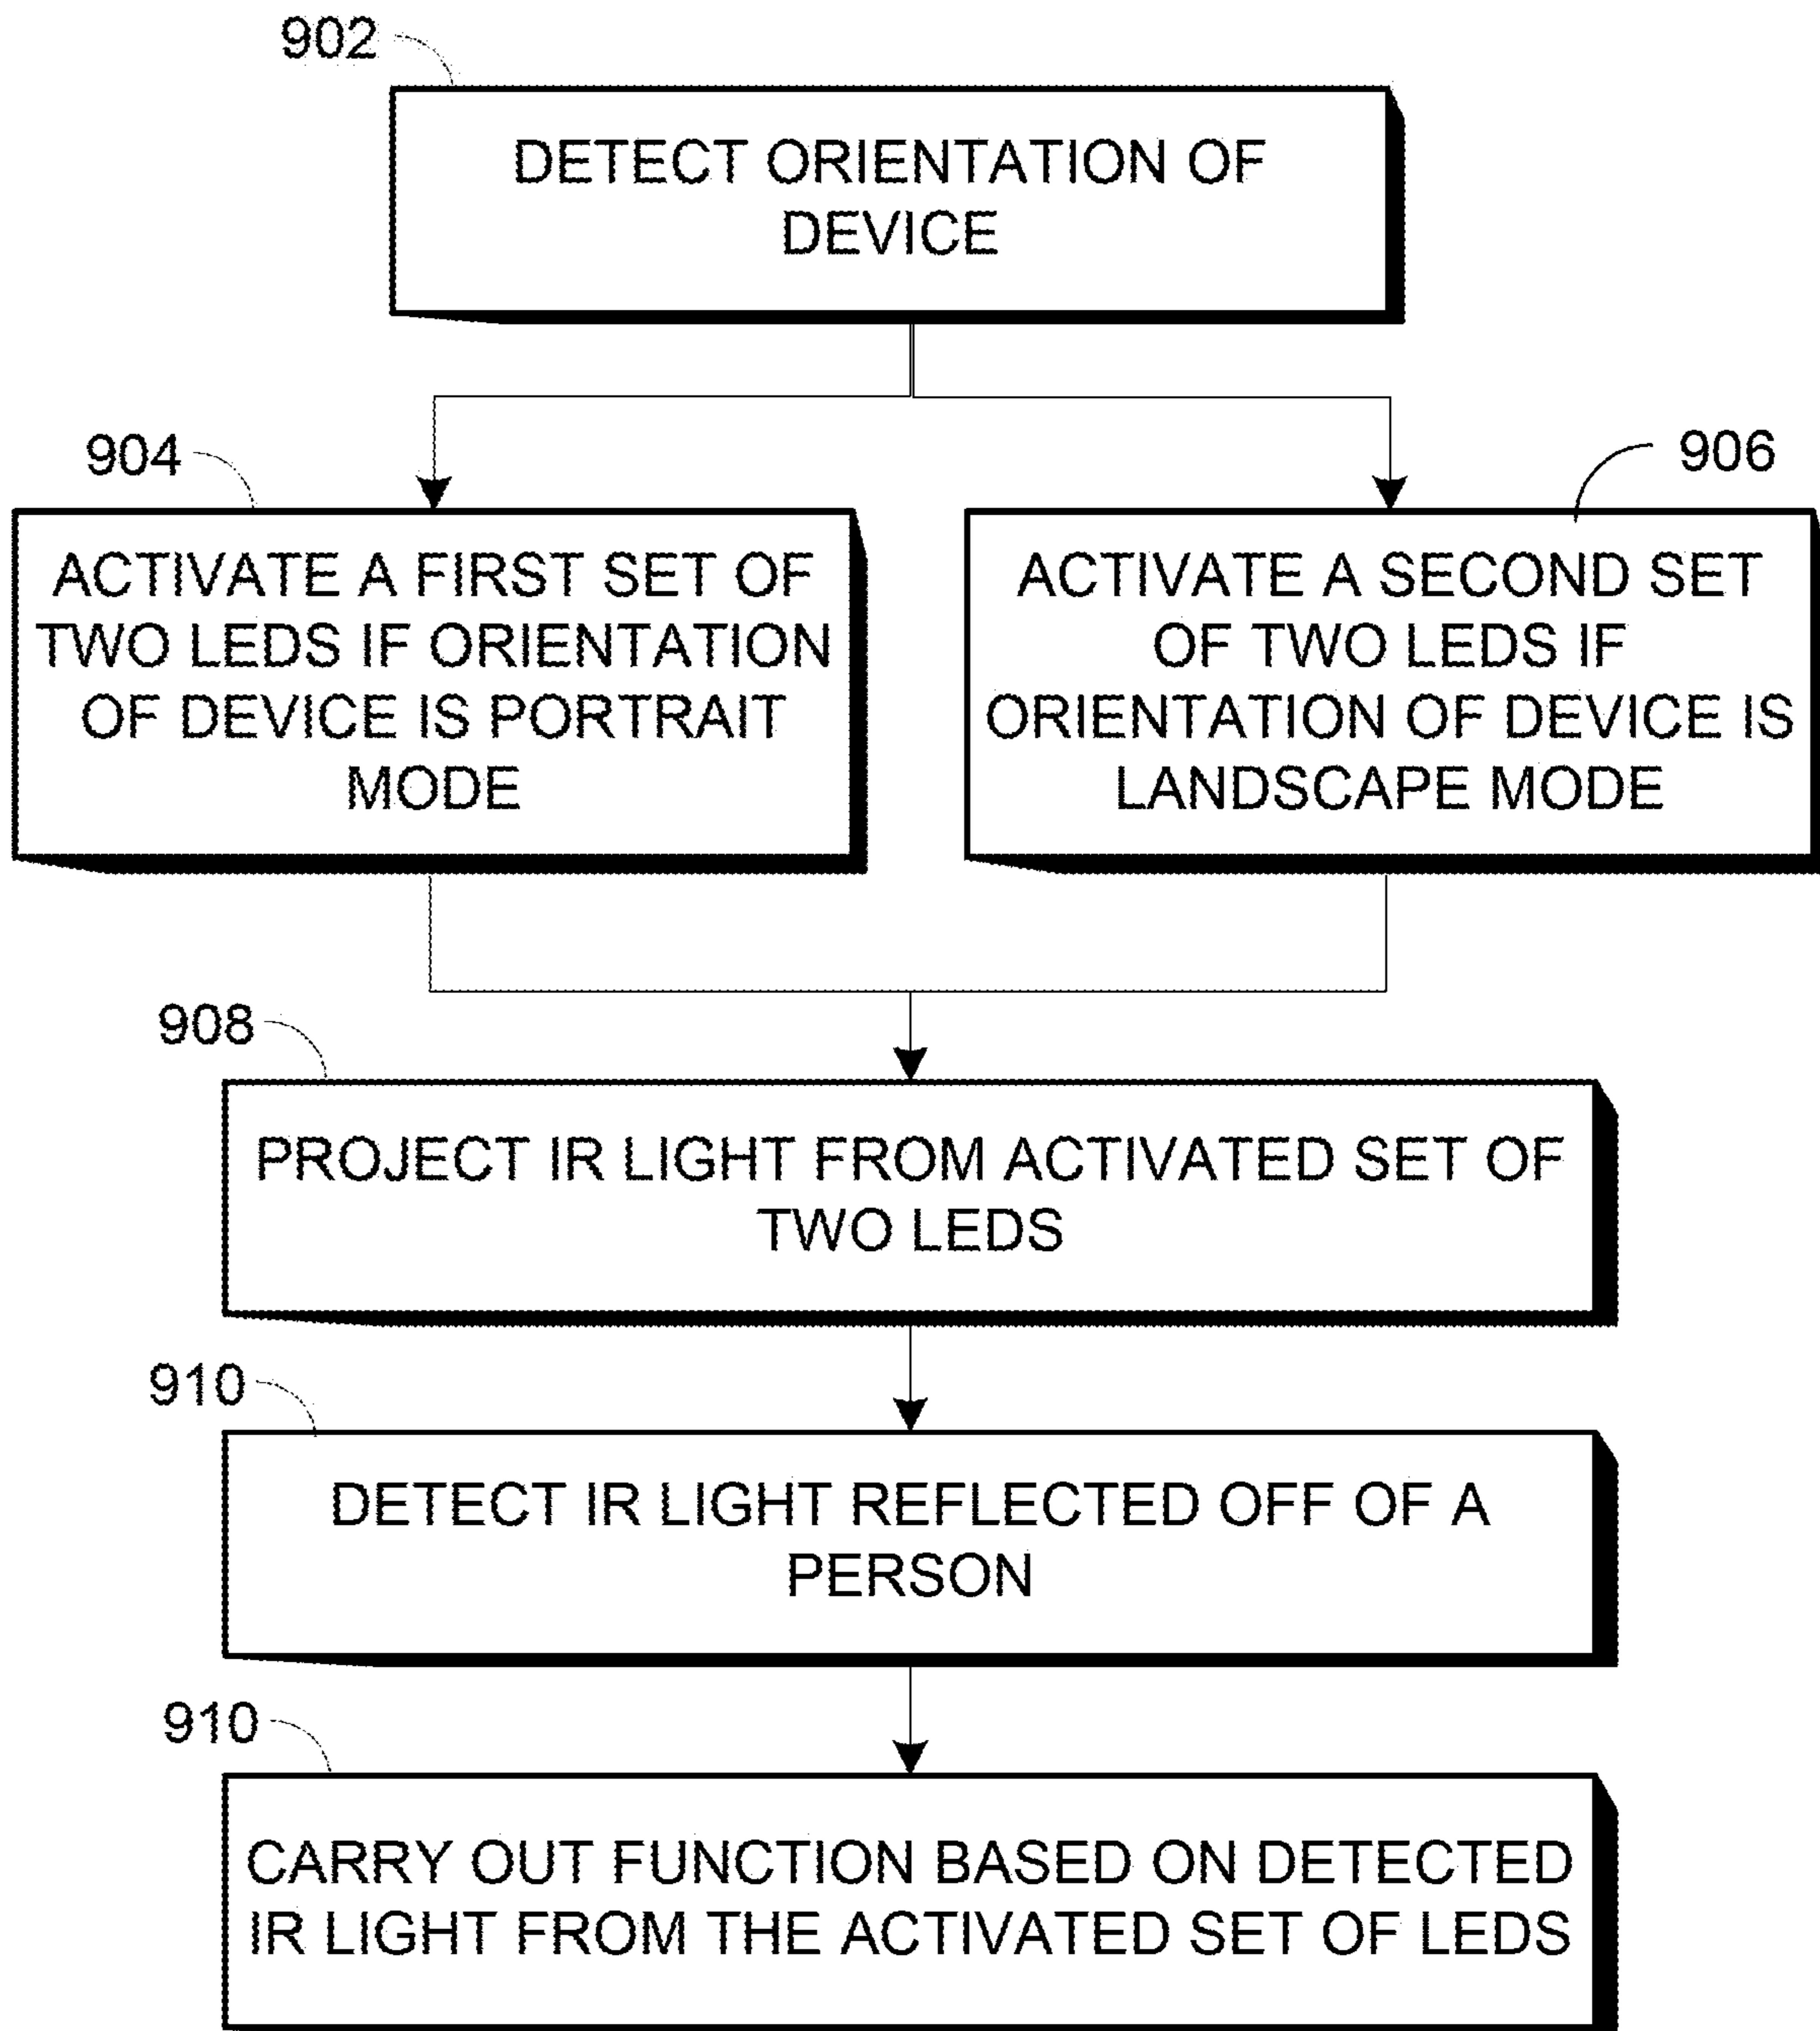 902
DETECT ORIENTATION OF
DEVICE
904
ACTIVATE A FIRST SET OF
TWO LEDS IF ORIENTATION
OF DEVICE IS PORTRAIT
MODE
906
ACTIVATE A SECOND SET
OF TWO LEDS IF
ORIENTATION OF DEVICE IS
LANDSCAPE MODE
908
PROJECT IR LIGHT FROM ACTIVATED SET OF
TWO LEDS
910
DETECT IR LIGHT REFLECTED OFF OF A
PERSON
910
CARRY OUT FUNCTION BASED ON DETECTED
IR LIGHT FROM THE ACTIVATED SET OF LEDS